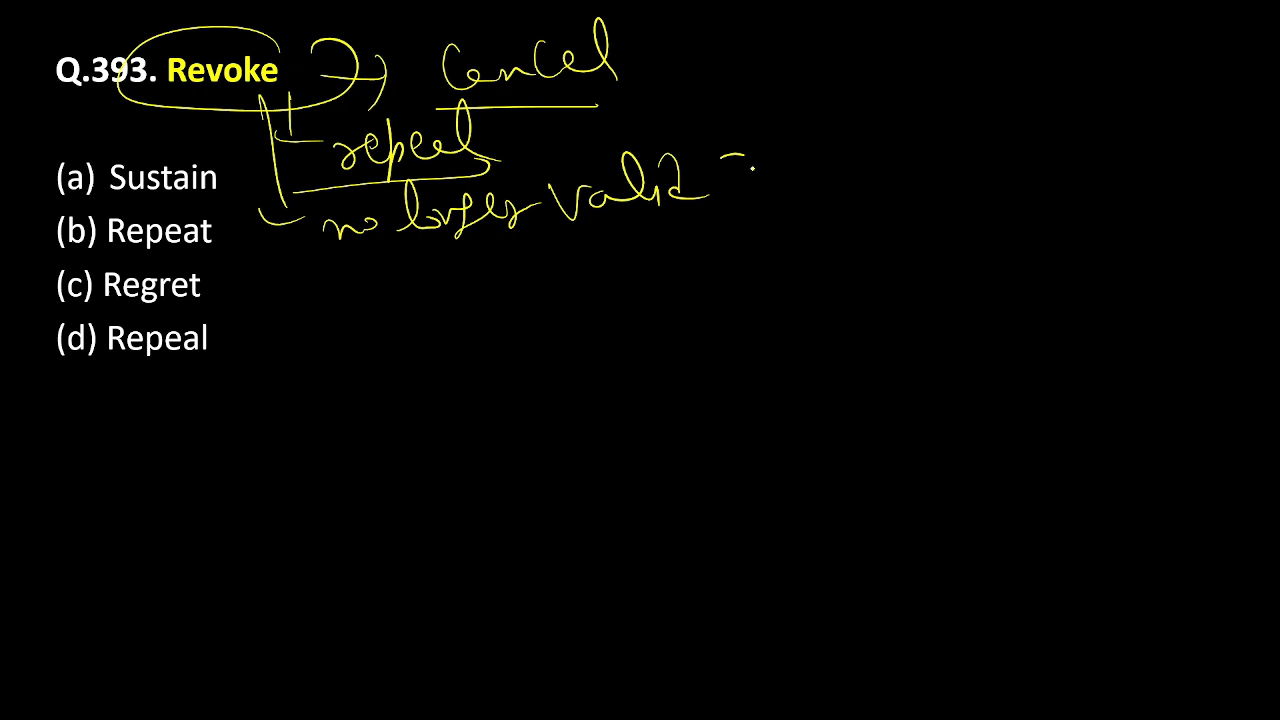 Q.393. Revoke → Cancel
repeal
no longer valid -
(a) Sustain
(b) Repeat
(c) Regret
(d) Repeal